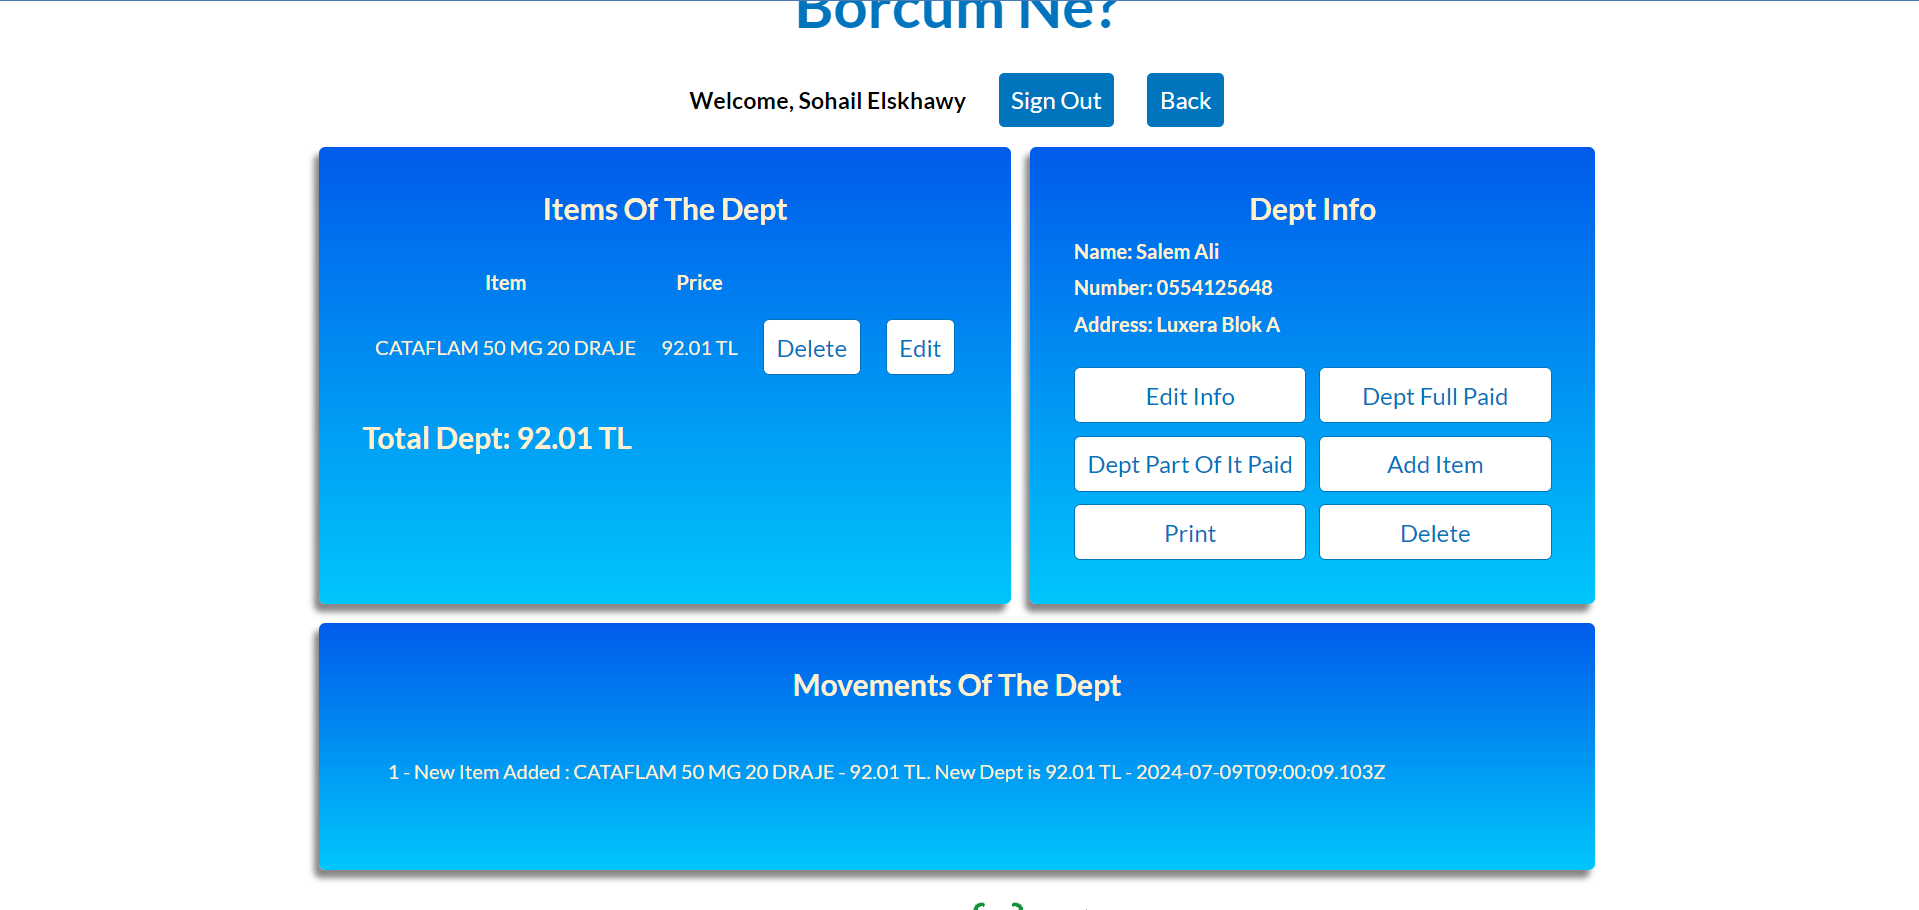 Borcum Ne?
Welcome, Sohail Elskhawy
Sign Out
Back
Items Of The Dept
Item Price
CATAFLAM 50 MG 20 DRAJE 92.01 TL Delete Edit
Total Dept: 92.01 TL
Dept Info
Name: Salem Ali
Number: 0554125648
Address: Luxera Blok A
Edit Info
Dept Full Paid
Dept Part Of It Paid
Add Item
Print
Delete
Movements Of The Dept
1 - New Item Added : CATAFLAM 50 MG 20 DRAJE - 92.01 TL. New Dept is 92.01 TL - 2024-07-09T09:00:09.103Z